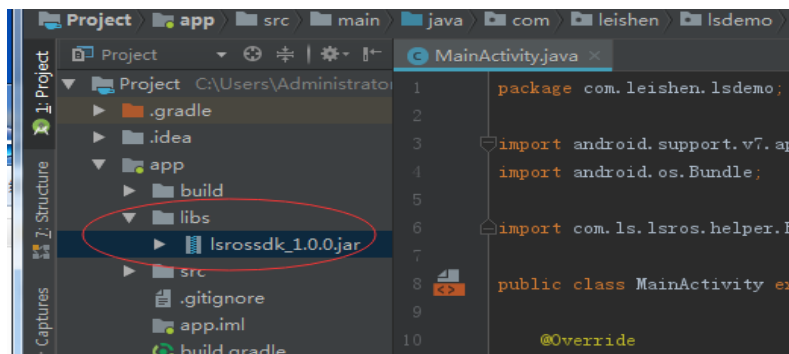 Project app src main java com leishen lsdemo
Project
MainActivity.java
1: Project
7: Structure
Captures
Project C:\Users\Administrator
.gradle
.idea
app
build
libs
lsrossdk_1.0.0.jar
src
.gitignore
app.iml
build.gradle
1 package com.leishen.lsdemo;
2
3 import android.support.v7.ap
4 import android.os.Bundle;
5
6 import com.ls.lsros.helper.
7
8 public class MainActivity ex
9
10 @Override